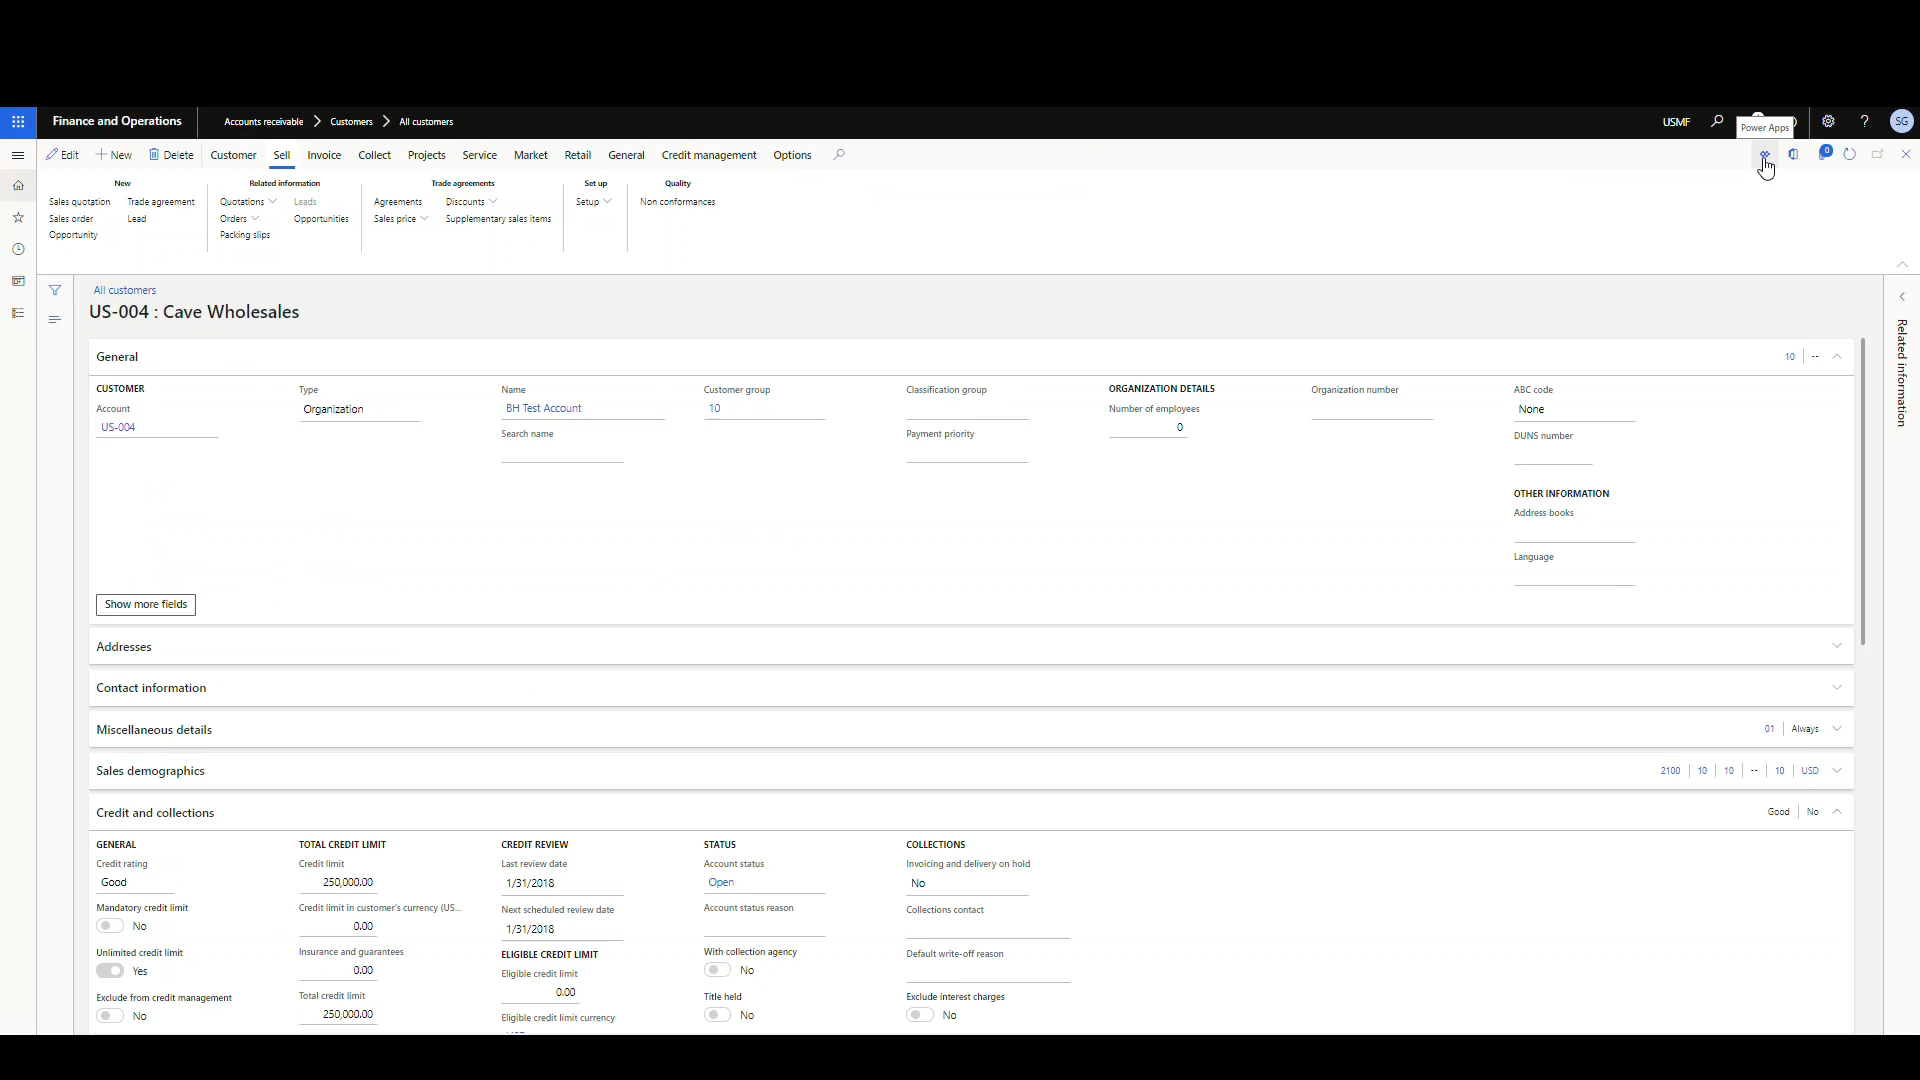 Finance and Operations
Accounts receivable > Customers > All customers
USMF
Power Apps
?
SG
Edit
New
Delete
Customer
Sell
Invoice
Collect
Projects
Service
Market
Retail
General
Credit management
Options
0
New
Related information
Trade agreements
Set up
Quality
Sales quotation
Trade agreement
Quotations
Leads
Agreements
Discounts
Setup
Non conformances
Sales order
Lead
Orders
Opportunities
Sales price
Supplementary sales items
Opportunity
Packing slips
All customers
US-004 : Cave Wholesales
Related information
General
10
--
CUSTOMER
Account
US-004
Type
Organization
Name
BH Test Account
Search name
Customer group
10
Classification group
Payment priority
ORGANIZATION DETAILS
Number of employees
0
Organization number
ABC code
None
DUNS number
OTHER INFORMATION
Address books
Language
Show more fields
Addresses
Contact information
Miscellaneous details
01
Always
Sales demographics
2100
10
10
--
10
USD
Credit and collections
Good
No
GENERAL
Credit rating
Good
Mandatory credit limit
No
Unlimited credit limit
Yes
Exclude from credit management
No
TOTAL CREDIT LIMIT
Credit limit
250,000.00
Credit limit in customer's currency (US...
0.00
Insurance and guarantees
0.00
Total credit limit
250,000.00
CREDIT REVIEW
Last review date
1/31/2018
Next scheduled review date
1/31/2018
ELIGIBLE CREDIT LIMIT
Eligible credit limit
0.00
Eligible credit limit currency
STATUS
Account status
Open
Account status reason
With collection agency
No
Title held
No
COLLECTIONS
Invoicing and delivery on hold
No
Collections contact
Default write-off reason
Exclude interest charges
No